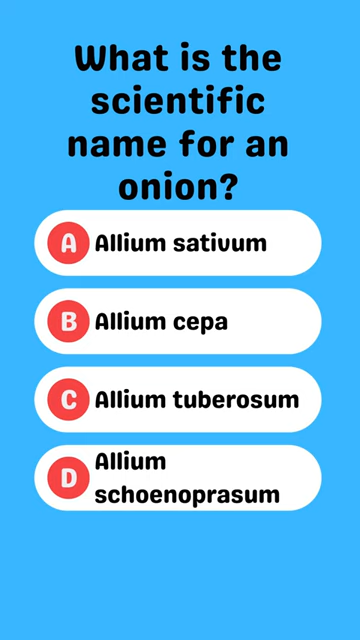 What is the
scientific
name for an
onion?
A Allium sativum
B Allium cepa
C Allium tuberosum
D Allium
schoenoprasum